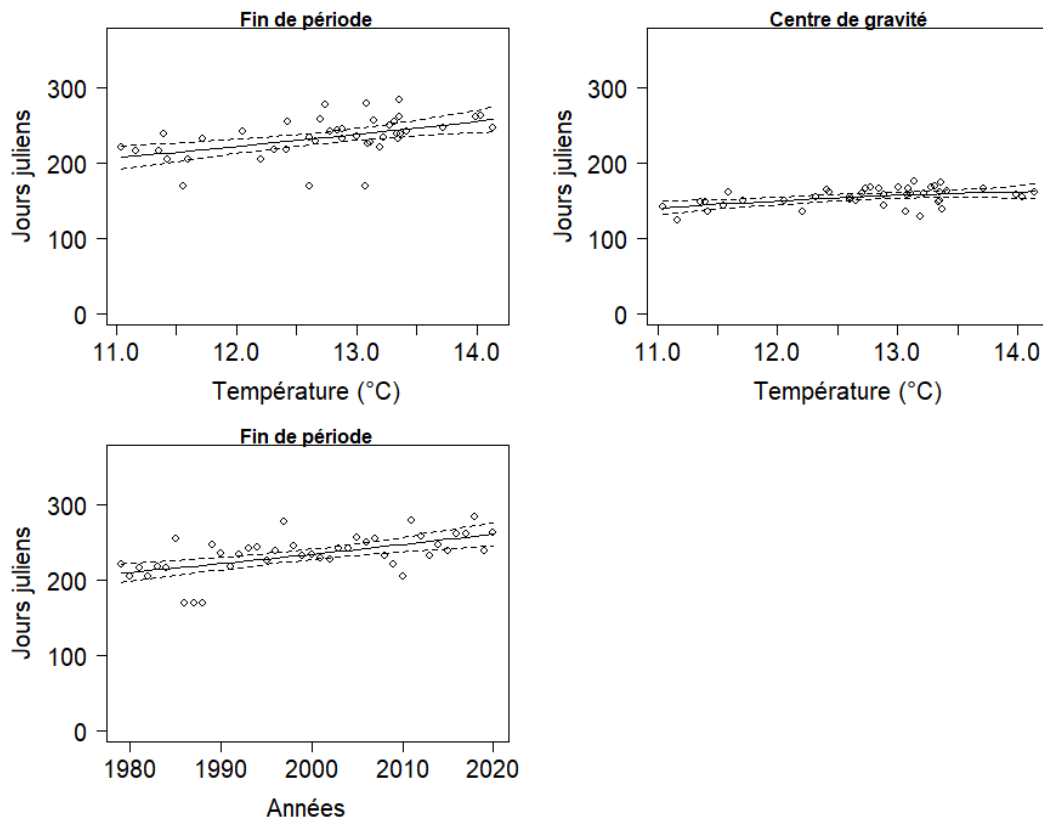 Fin de période
Jours juliens
300
200
100
0
11.0 12.0 13.0 14.0
Température (°C)
Centre de gravité
Jours juliens
300
200
100
0
11.0 12.0 13.0 14.0
Température (°C)
Fin de période
Jours juliens
300
200
100
0
1980 1990 2000 2010 2020
Années